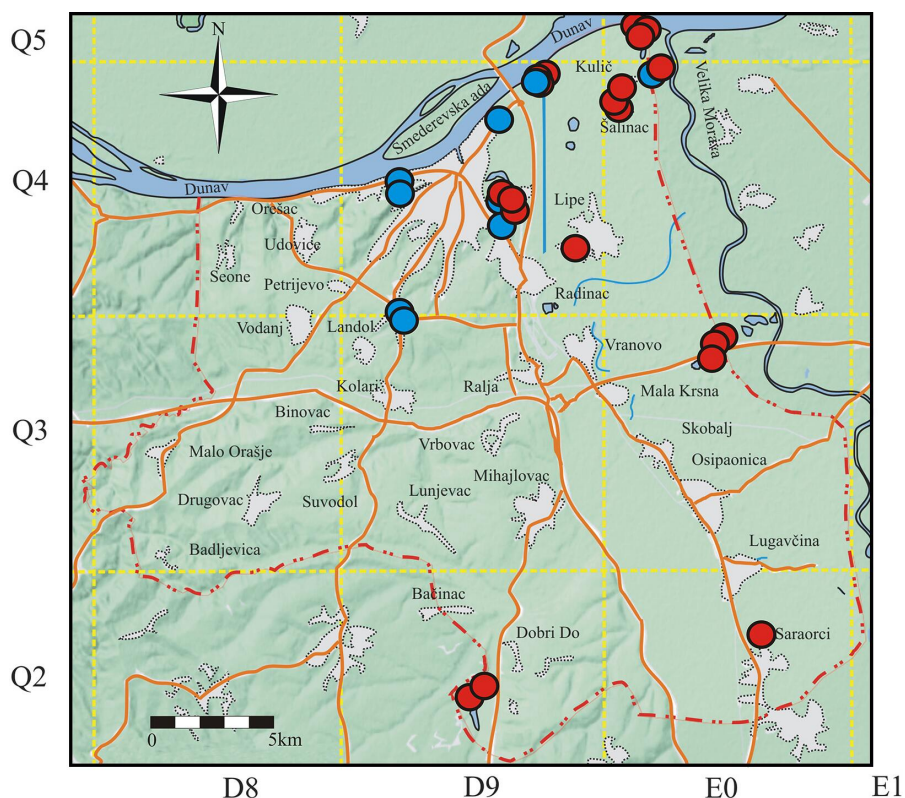 N
Q5
Dunav
Kulič
Velika Morava
Smederevska ada
Šalinac
Q4
Dunav
Orešac
Lipe
Udovice
Seone
Petrijevo
Radinac
Vodanj
Landol
Vranovo
Kolari
Ralja
Mala Krsna
Binovac
Q3
Skobalj
Malo Orašje
Vrbovac
Osipaonica
Drugovac
Suvodol
Lunjevac
Mihajlovac
Badljevica
Lugavčina
Bačinac
Dobri Do
Saraorci
Q2
0
5km
D8
D9
E0
E1